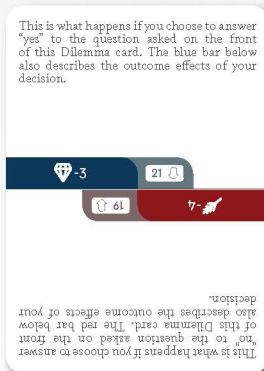 This is what happens if you choose to answer
"yes" to the question asked on the front
of this Dilemma card. The blue bar below
also describes the outcome effects of your
decision.
-3
21
-4
19
This is what happens if you choose to answer
"no" to the question asked on the front
of this Dilemma card. The red bar below
also describes the outcome effects of your
decision.